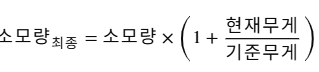 소모량최종 = 소모량 × (1 + 현재무게/기준무게)